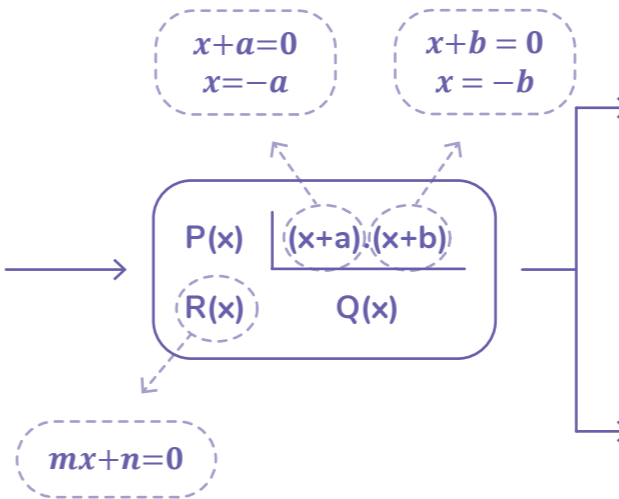 x+a=0
x=−a
x+b = 0
x = −b
P(x) (x+a).(x+b)
R(x) Q(x)
mx+n=0